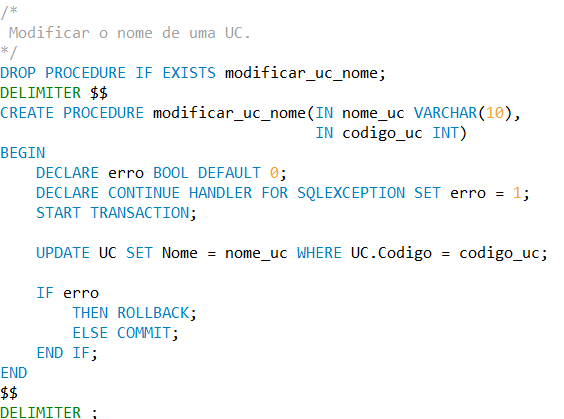 /*
 Modificar o nome de uma UC.
*/
DROP PROCEDURE IF EXISTS modificar_uc_nome;
DELIMITER $$
CREATE PROCEDURE modificar_uc_nome(IN nome_uc VARCHAR(10),
                                   IN codigo_uc INT)
BEGIN
    DECLARE erro BOOL DEFAULT 0;
    DECLARE CONTINUE HANDLER FOR SQLEXCEPTION SET erro = 1;
    START TRANSACTION;

    UPDATE UC SET Nome = nome_uc WHERE UC.Codigo = codigo_uc;

    IF erro
        THEN ROLLBACK;
        ELSE COMMIT;
    END IF;
END
$$
DELIMITER ;